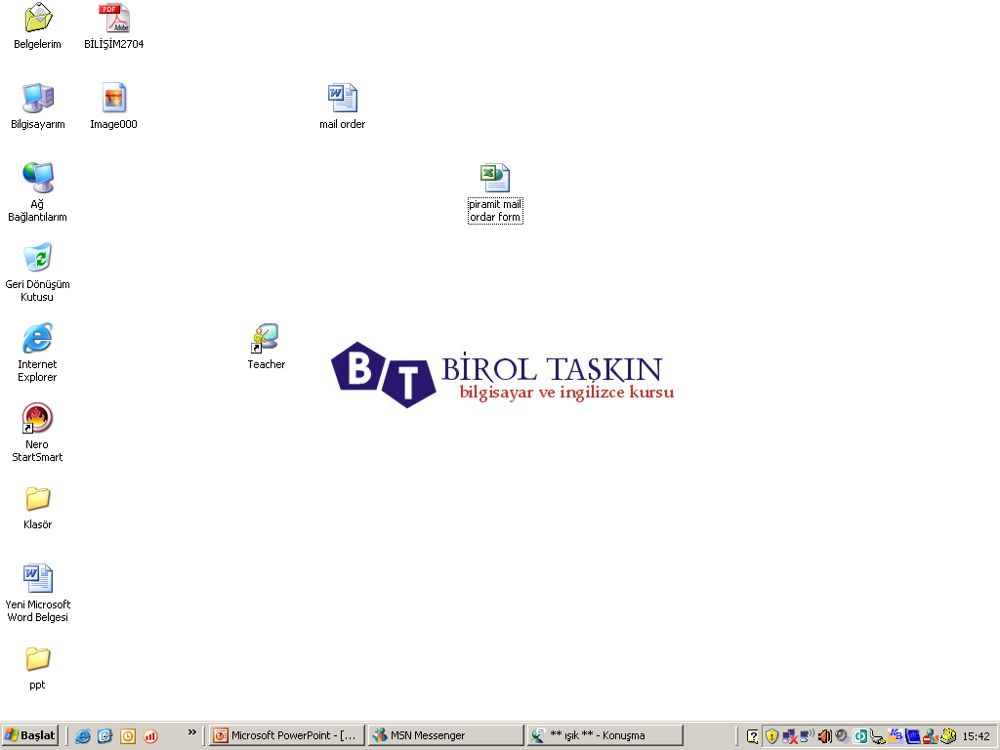 Belgelerim
BİLİŞİM2704
Bilgisayarım
Image000
mail order
Ağ
Bağlantılarım
piramit mail
ordar form
Geri Dönüşüm
Kutusu
Internet
Explorer
Teacher
BT BİROL TAŞKIN
bilgisayar ve ingilizce kursu
Nero
StartSmart
Klasör
Yeni Microsoft
Word Belgesi
ppt
Başlat
»
Microsoft PowerPoint - [...
MSN Messenger
** ışık ** - Konuşma
15:42